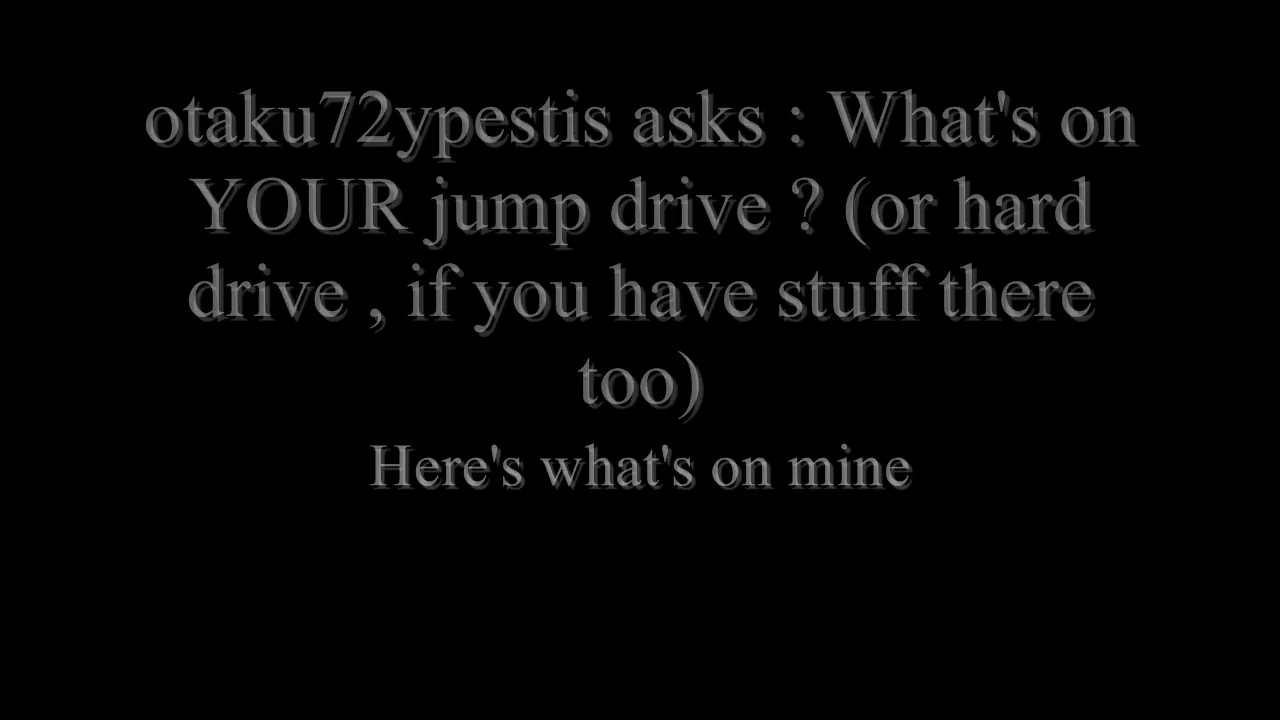 otaku72ypestis asks : What's on
YOUR jump drive ? (or hard
drive , if you have stuff there
too)
Here's what's on mine